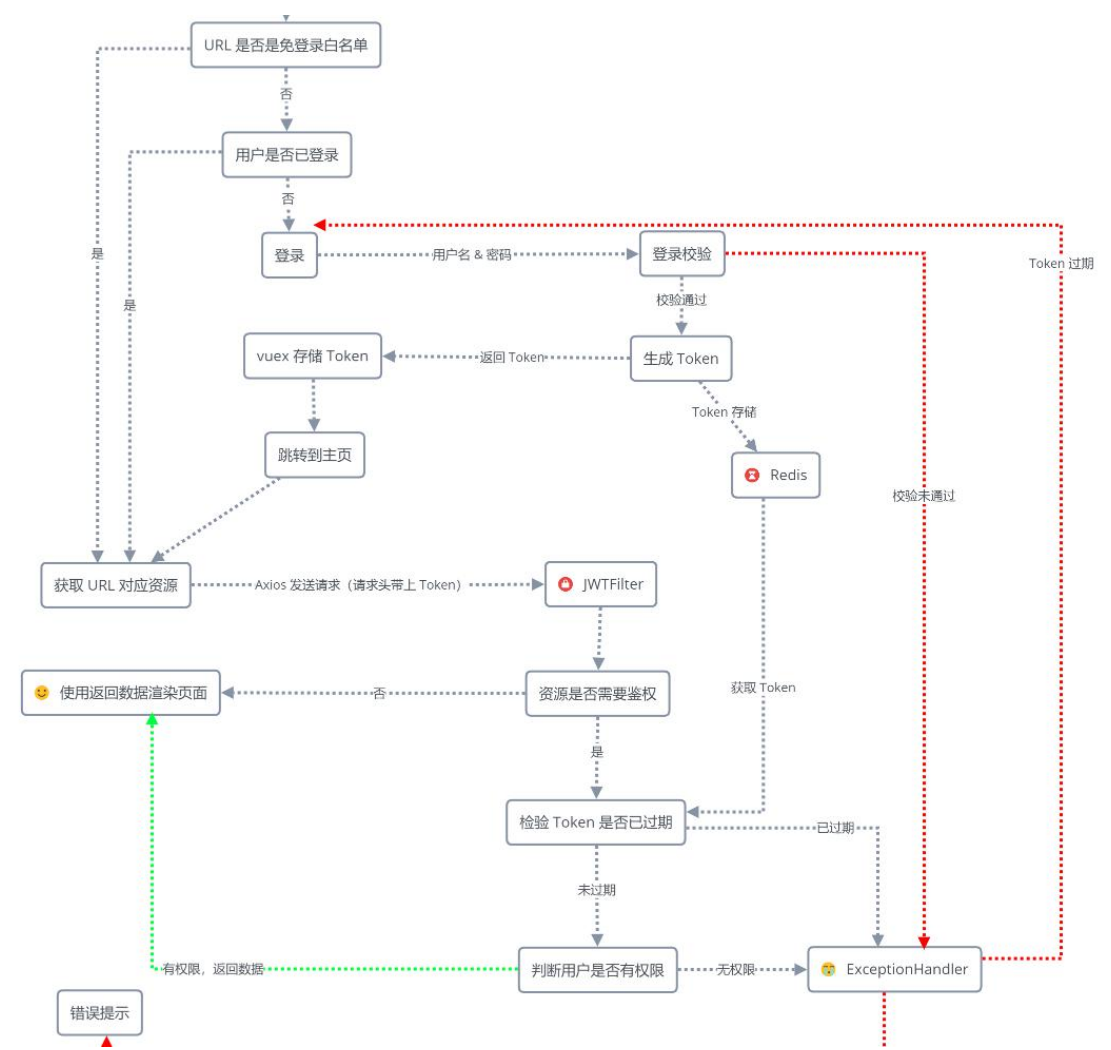 URL 是否是免登录白名单
否
用户是否已登录
否
是
是
登录
用户名 & 密码
登录校验
Token 过期
校验通过
vuex 存储 Token
返回 Token
生成 Token
Token 存储
跳转到主页
Redis
校验未通过
获取 URL 对应资源
Axios 发送请求（请求头带上 Token）
JWTFilter
使用返回数据渲染页面
否
资源是否需要鉴权
获取 Token
是
检验 Token 是否已过期
已过期
未过期
有权限，返回数据
判断用户是否有权限
无权限
ExceptionHandler
错误提示